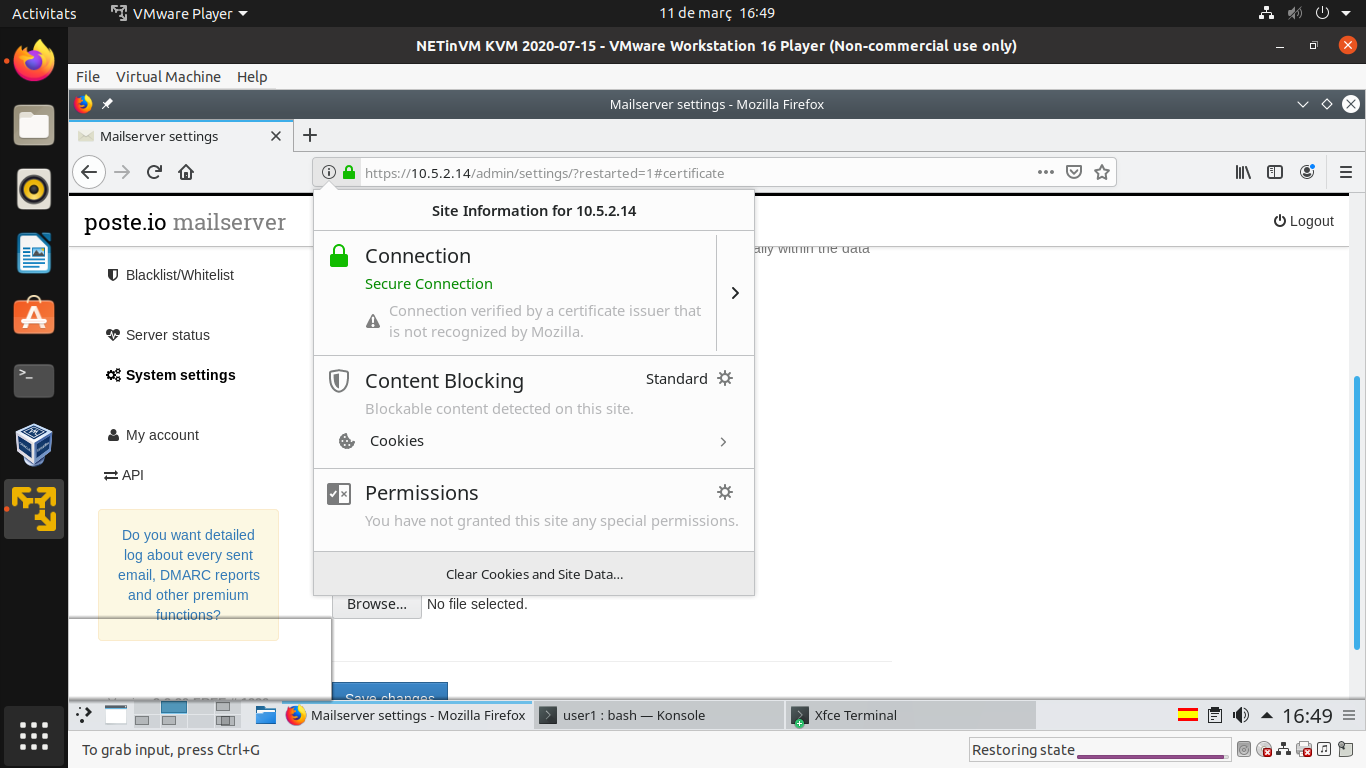 Activitats
VMware Player
11 de març 16:49
NETinVM KVM 2020-07-15 - VMware Workstation 16 Player (Non-commercial use only)
File Virtual Machine Help
Mailserver settings - Mozilla Firefox
Mailserver settings
https://10.5.2.14/admin/settings/?restarted=1#certificate
poste.io mailserver
Logout
Blacklist/Whitelist
Server status
System settings
My account
API
Do you want detailed
log about every sent
email, DMARC reports
and other premium
functions?
Site Information for 10.5.2.14
Connection
Secure Connection
Connection verified by a certificate issuer that
is not recognized by Mozilla.
Content Blocking
Standard
Blockable content detected on this site.
Cookies
Permissions
You have not granted this site any special permissions.
Clear Cookies and Site Data...
within the data
Browse...
No file selected.
Save changes
Mailserver settings - Mozilla Firefox
user1 : bash — Konsole
Xfce Terminal
16:49
To grab input, press Ctrl+G
Restoring state